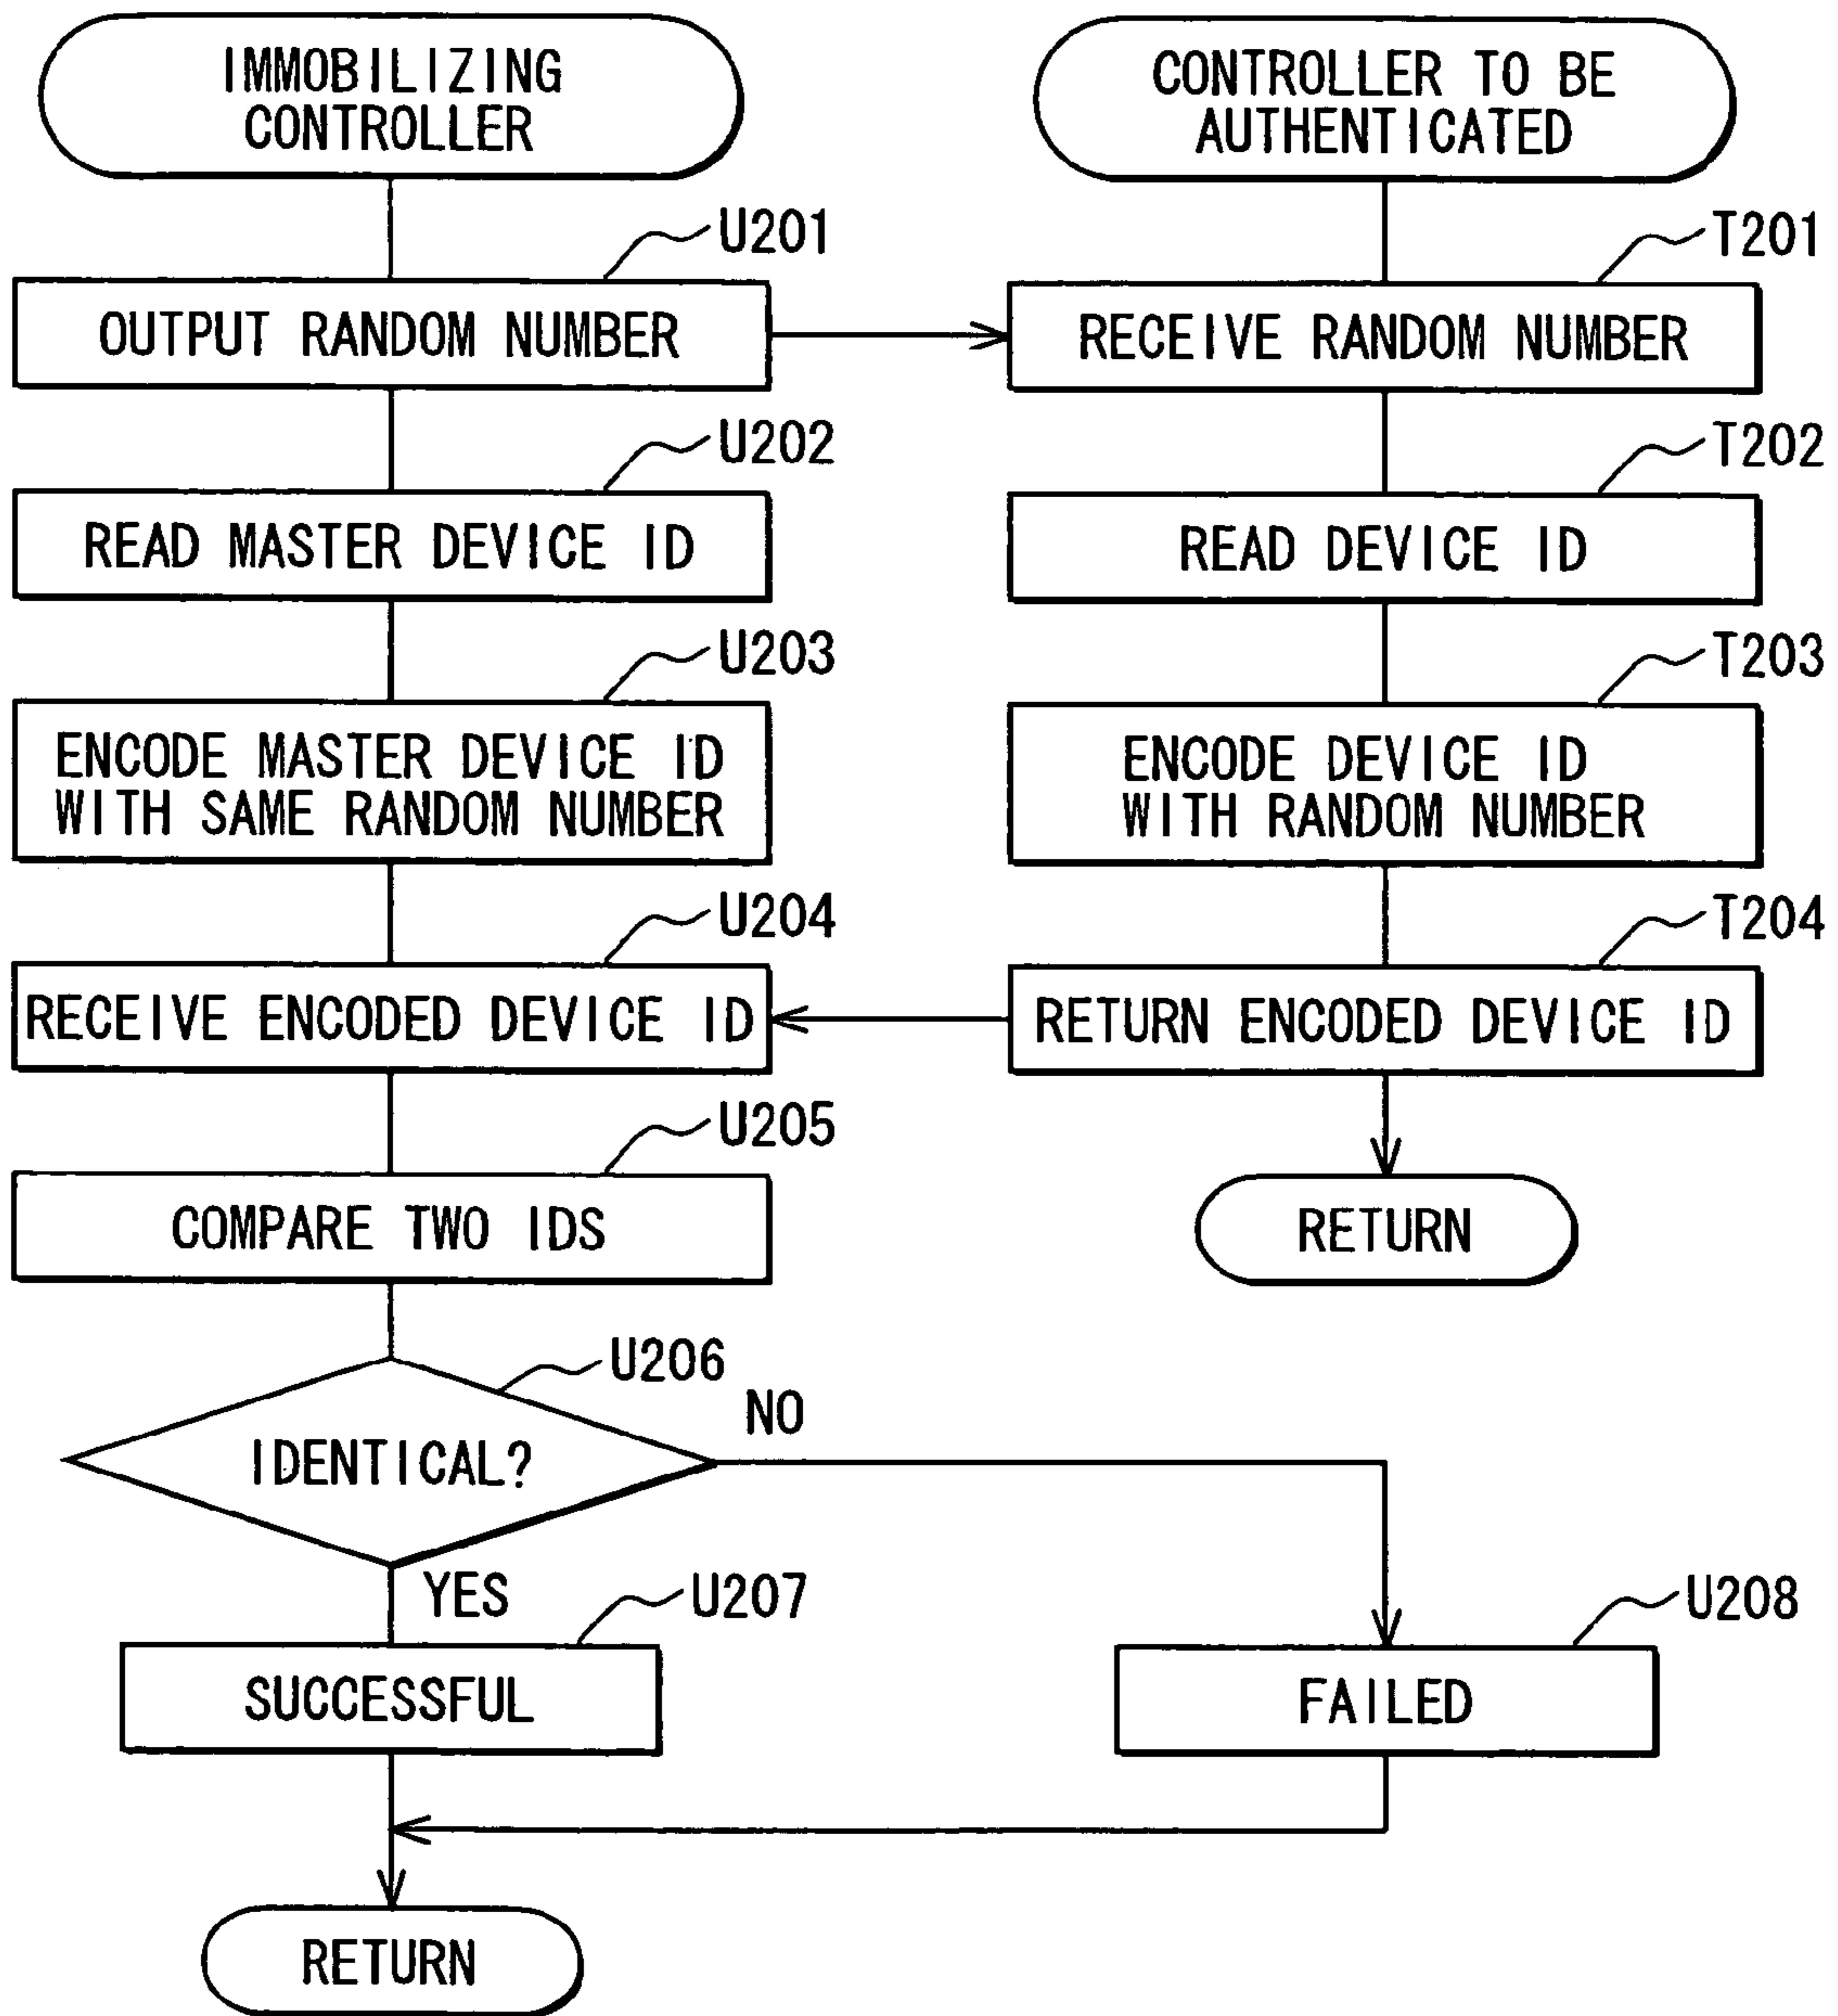 IMMOBILIZING
CONTROLLER
CONTROLLER TO BE
AUTHENTICATED
U201
T201
OUTPUT RANDOM NUMBER
RECEIVE RANDOM NUMBER
U202
T202
READ MASTER DEVICE ID
READ DEVICE ID
U203
T203
ENCODE MASTER DEVICE ID
WITH SAME RANDOM NUMBER
ENCODE DEVICE ID
WITH RANDOM NUMBER
U204
T204
RECEIVE ENCODED DEVICE ID
RETURN ENCODED DEVICE ID
U205
COMPARE TWO IDS
RETURN
U206
NO
IDENTICAL?
YES
U207
U208
SUCCESSFUL
FAILED
RETURN